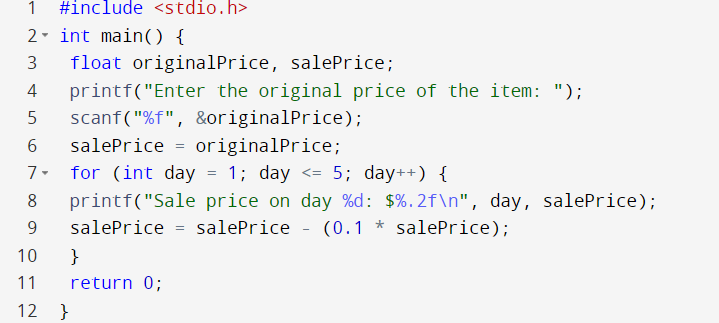 1 #include <stdio.h>
2 int main() {
3 float originalPrice, salePrice;
4 printf("Enter the original price of the item: ");
5 scanf("%f", &originalPrice);
6 salePrice = originalPrice;
7 for (int day = 1; day <= 5; day++) {
8 printf("Sale price on day %d: $%.2f\n", day, salePrice);
9 salePrice = salePrice - (0.1 * salePrice);
10 }
11 return 0;
12 }